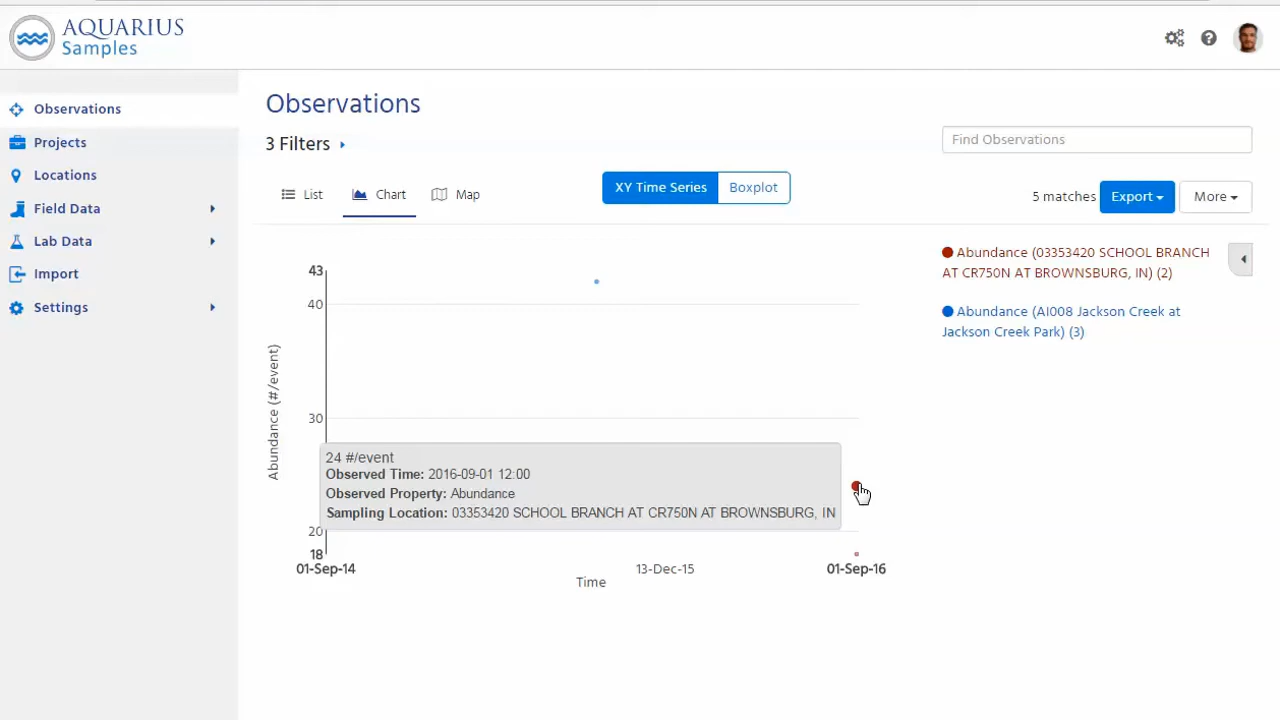 AQUARIUS
Samples
Observations
Projects
Locations
Field Data
Lab Data
Import
Settings
Observations
3 Filters
Find Observations
List
Chart
Map
XY Time Series
Boxplot
5 matches
Export
More
Abundance (03353420 SCHOOL BRANCH
AT CR750N AT BROWNSBURG, IN) (2)
Abundance (AI008 Jackson Creek at
Jackson Creek Park) (3)
43
40
30
20
18
Abundance (#/event)
24 #/event
Observed Time: 2016-09-01 12:00
Observed Property: Abundance
Sampling Location: 03353420 SCHOOL BRANCH AT CR750N AT BROWNSBURG, IN
01-Sep-14
13-Dec-15
01-Sep-16
Time